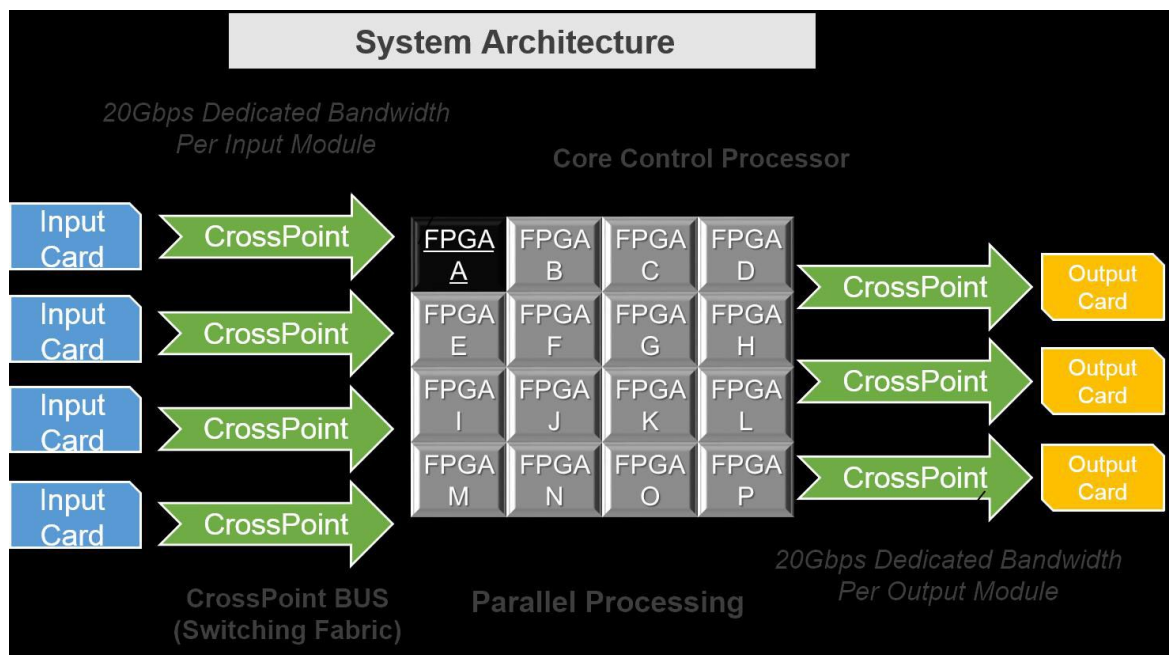 System Architecture
20Gbps Dedicated Bandwidth
Per Input Module
Core Control Processor
Input
Card
CrossPoint
Input
Card
CrossPoint
Input
Card
CrossPoint
Input
Card
CrossPoint
FPGA
A
FPGA
B
FPGA
C
FPGA
D
FPGA
E
FPGA
F
FPGA
G
FPGA
H
FPGA
I
FPGA
J
FPGA
K
FPGA
L
FPGA
M
FPGA
N
FPGA
O
FPGA
P
CrossPoint
Output
Card
CrossPoint
Output
Card
CrossPoint
Output
Card
20Gbps Dedicated Bandwidth
Per Output Module
CrossPoint BUS
(Switching Fabric)
Parallel Processing